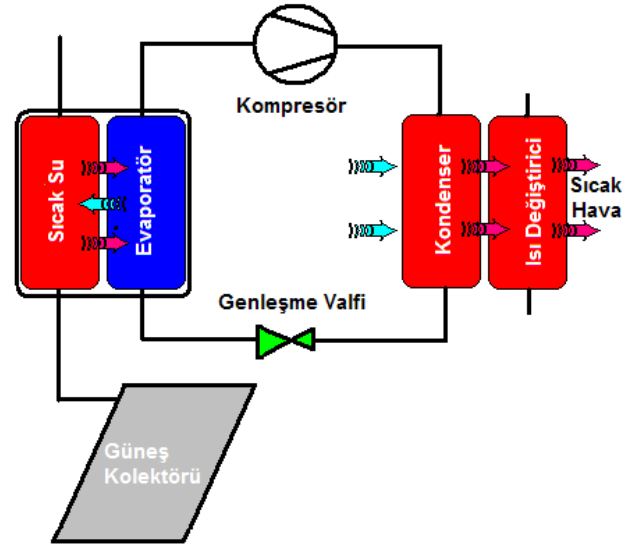 Kompresör
Sıcak Su
Evaporatör
Kondenser
Isı Değiştirici
Sıcak
Hava
Genleşme Valfi
Güneş
Kolektörü